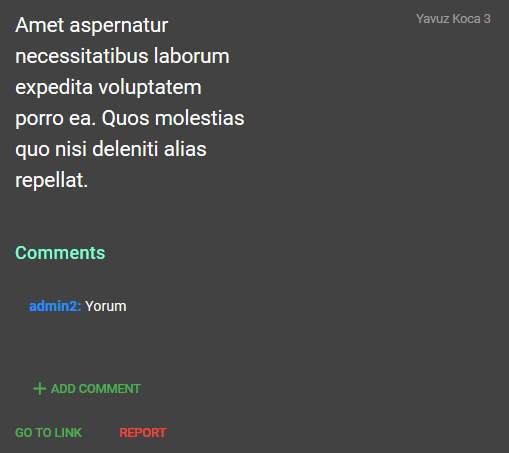 Amet aspernatur
necessitatibus laborum
expedita voluptatem
porro ea. Quos molestias
quo nisi deleniti alias
repellat.
Yavuz Koca 3
Comments
admin2: Yorum
+ ADD COMMENT
GO TO LINK REPORT